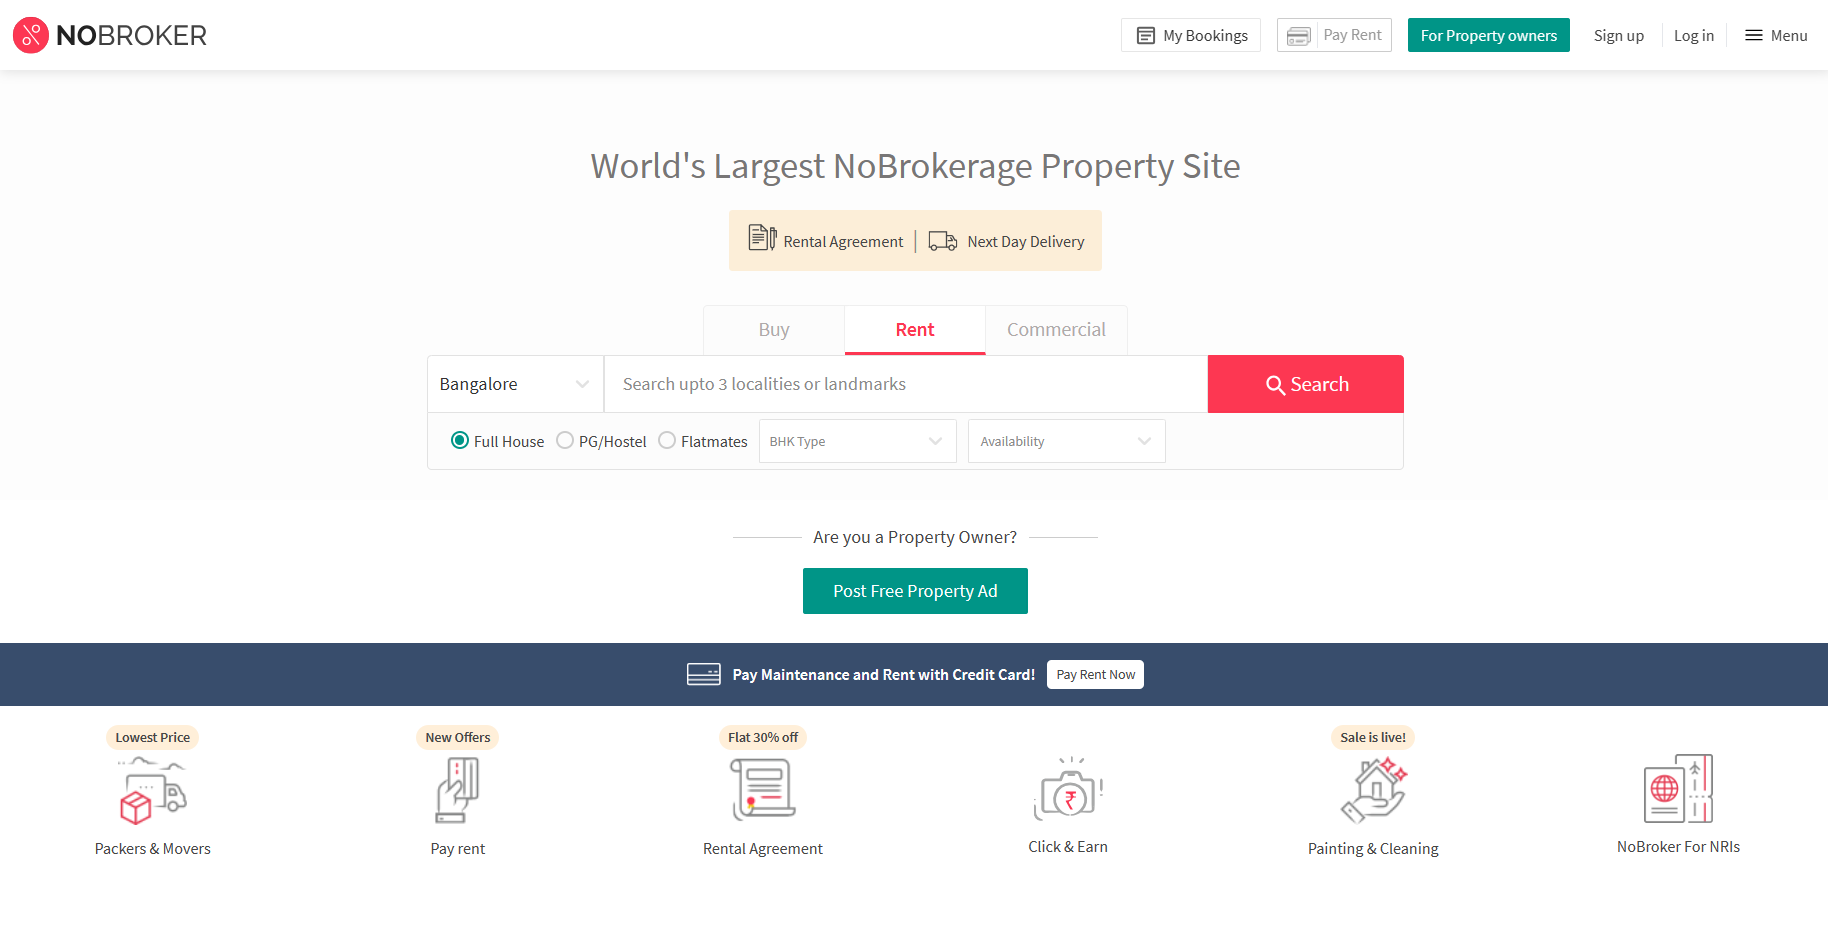 NOBROKER
My Bookings
Pay Rent
For Property owners
Sign up
Log in
Menu
World's Largest NoBrokerage Property Site
Rental Agreement
Next Day Delivery
Buy
Rent
Commercial
Bangalore
Search upto 3 localities or landmarks
Search
Full House
PG/Hostel
Flatmates
BHK Type
Availability
Are you a Property Owner?
Post Free Property Ad
Pay Maintenance and Rent with Credit Card!
Pay Rent Now
Lowest Price
Packers & Movers
New Offers
Pay rent
Flat 30% off
Rental Agreement
₹
Click & Earn
Sale is live!
Painting & Cleaning
NoBroker For NRIs